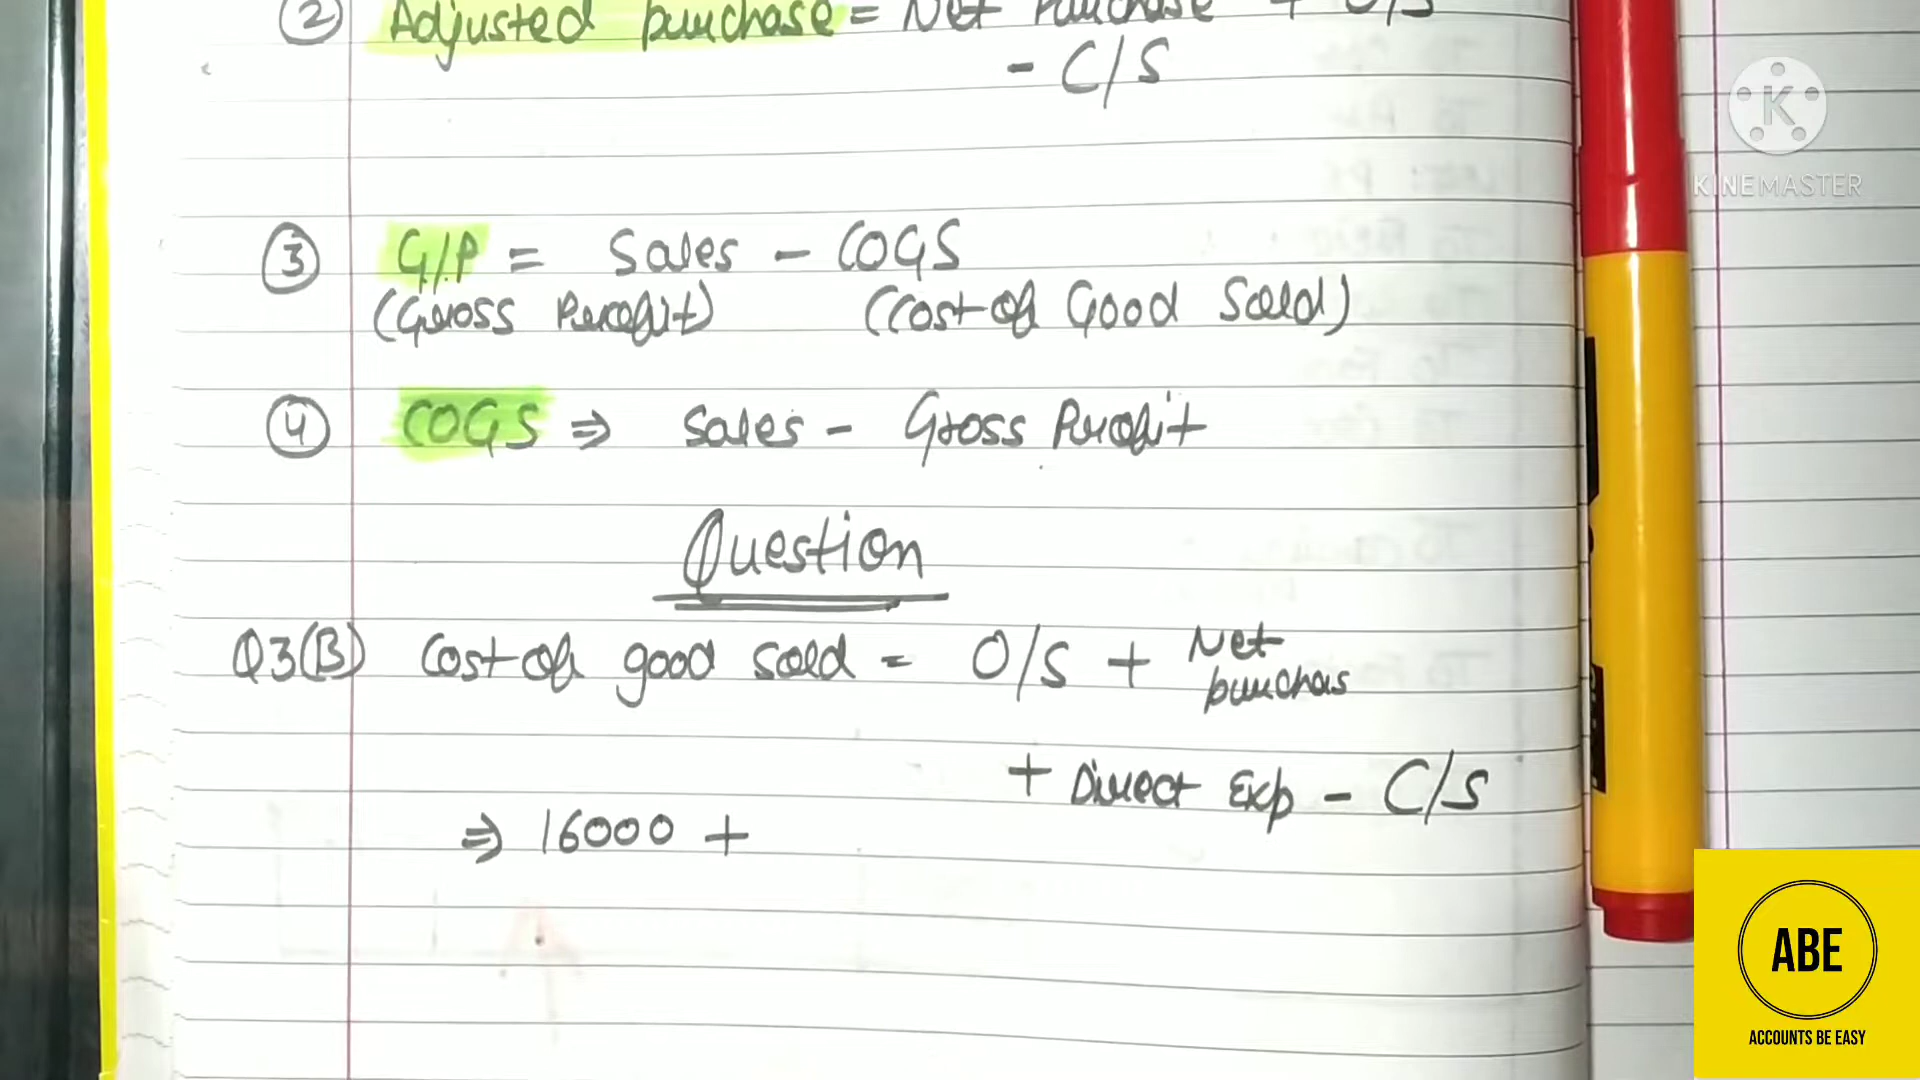 ② Adjusted purchase = Net Purchase + O/S
- C/S
③ G/P = Sales - COGS
(Gross Profit) (Cost of Good Sold)
④ COGS ⇒ Sales - Gross Profit
Question
Q3(B) Cost of good sold = O/S + Net purchas
+ Direct Exp - C/S
⇒ 16000 +
K
KINEMASTER
ABE
ACCOUNTS BE EASY